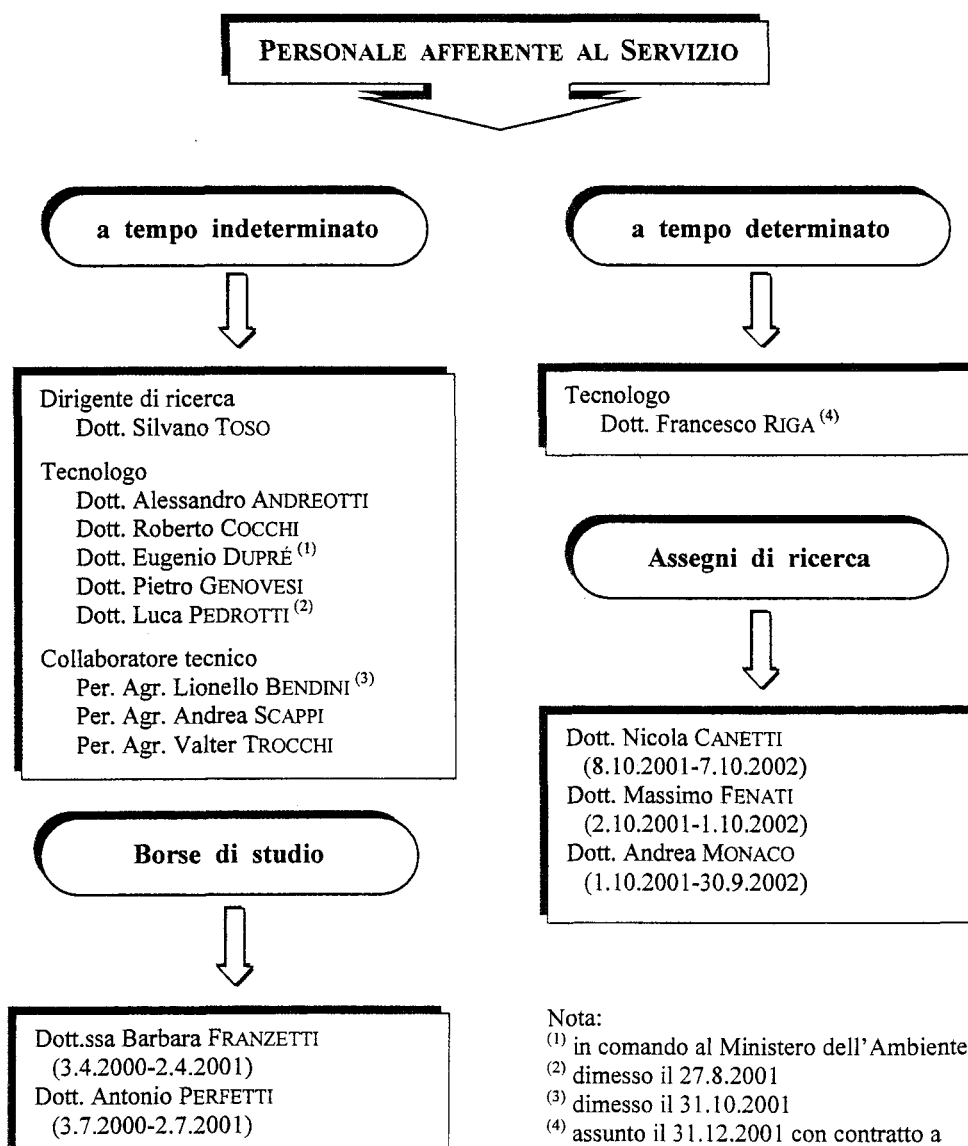 PERSONALE AFFERENTE AL SERVIZIO
a tempo indeterminato
Dirigente di ricerca
Dott. Silvano TOSO
Tecnologo
Dott. Alessandro ANDREOTTI
Dott. Roberto COCCHI
Dott. Eugenio DUPRÉ (1)
Dott. Pietro GENOVESI
Dott. Luca PEDROTTI (2)
Collaboratore tecnico
Per. Agr. Lionello BENDINI (3)
Per. Agr. Andrea SCAPPI
Per. Agr. Valter TROCCHI
Borse di studio
Dott.ssa Barbara FRANZETTI
(3.4.2000-2.4.2001)
Dott. Antonio PERFETTI
(3.7.2000-2.7.2001)
a tempo determinato
Tecnologo
Dott. Francesco RIGA (4)
Assegni di ricerca
Dott. Nicola CANETTI
(8.10.2001-7.10.2002)
Dott. Massimo FENATI
(2.10.2001-1.10.2002)
Dott. Andrea MONACO
(1.10.2001-30.9.2002)
Nota:
(1) in comando al Ministero dell'Ambiente
(2) dimesso il 27.8.2001
(3) dimesso il 31.10.2001
(4) assunto il 31.12.2001 con contratto a